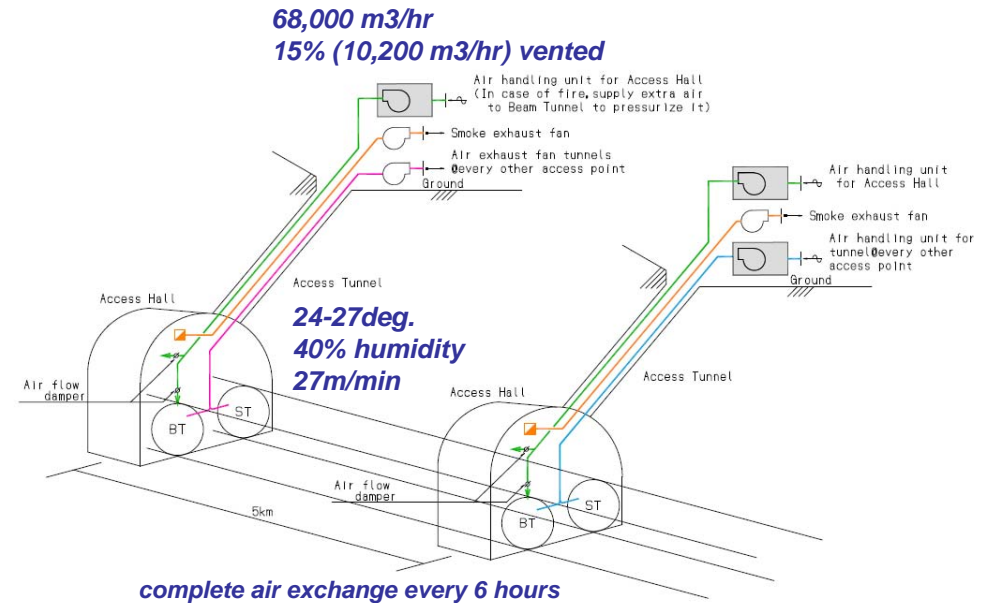 68,000 m3/hr
15% (10,200 m3/hr) vented
Air handling unit for Access Hall
(In case of fire, supply extra air
to Beam Tunnel to pressurize it)
Smoke exhaust fan
Air exhaust fan tunnels
@every other access point
Ground
Air handling unit
for Access Hall
Smoke exhaust fan
Air handling unit for
tunnel@every other
access point
Ground
Access Tunnel
Access Hall
24-27deg.
40% humidity
27m/min
Access Tunnel
Access Hall
Air flow
damper
BT
ST
Air flow
damper
BT
ST
5km
complete air exchange every 6 hours